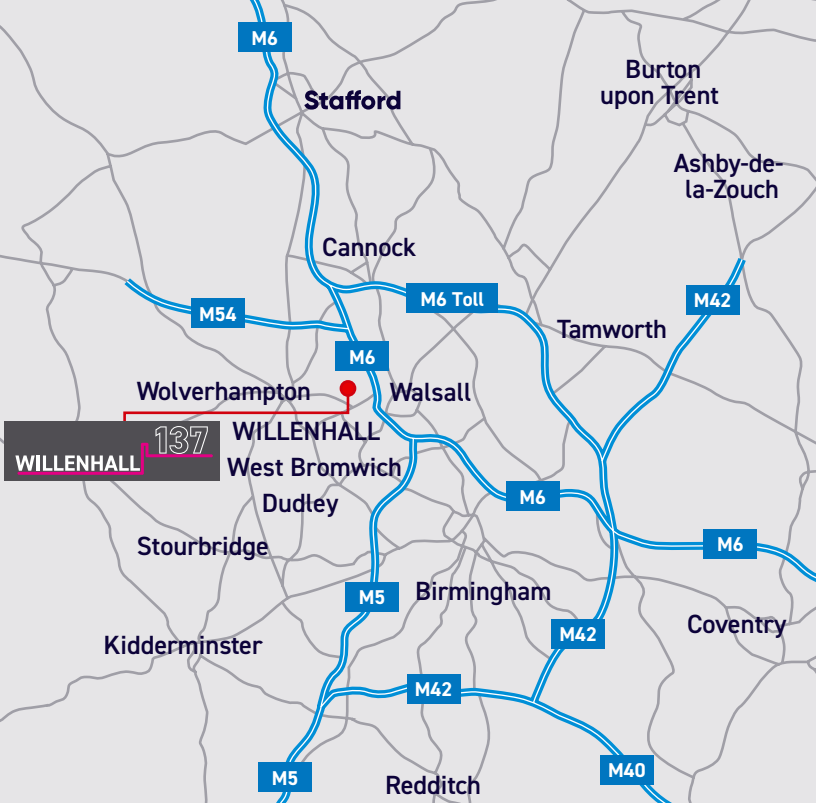 M6
Burton
upon Trent
Stafford
Ashby-de-
la-Zouch
Cannock
M6 Toll
M42
M54
Tamworth
M6
Wolverhampton
Walsall
137
WILLENHALL
WILLENHALL
West Bromwich
M6
Dudley
Stourbridge
M6
M5
Birmingham
Coventry
M42
Kidderminster
M42
M5
M40
Redditch